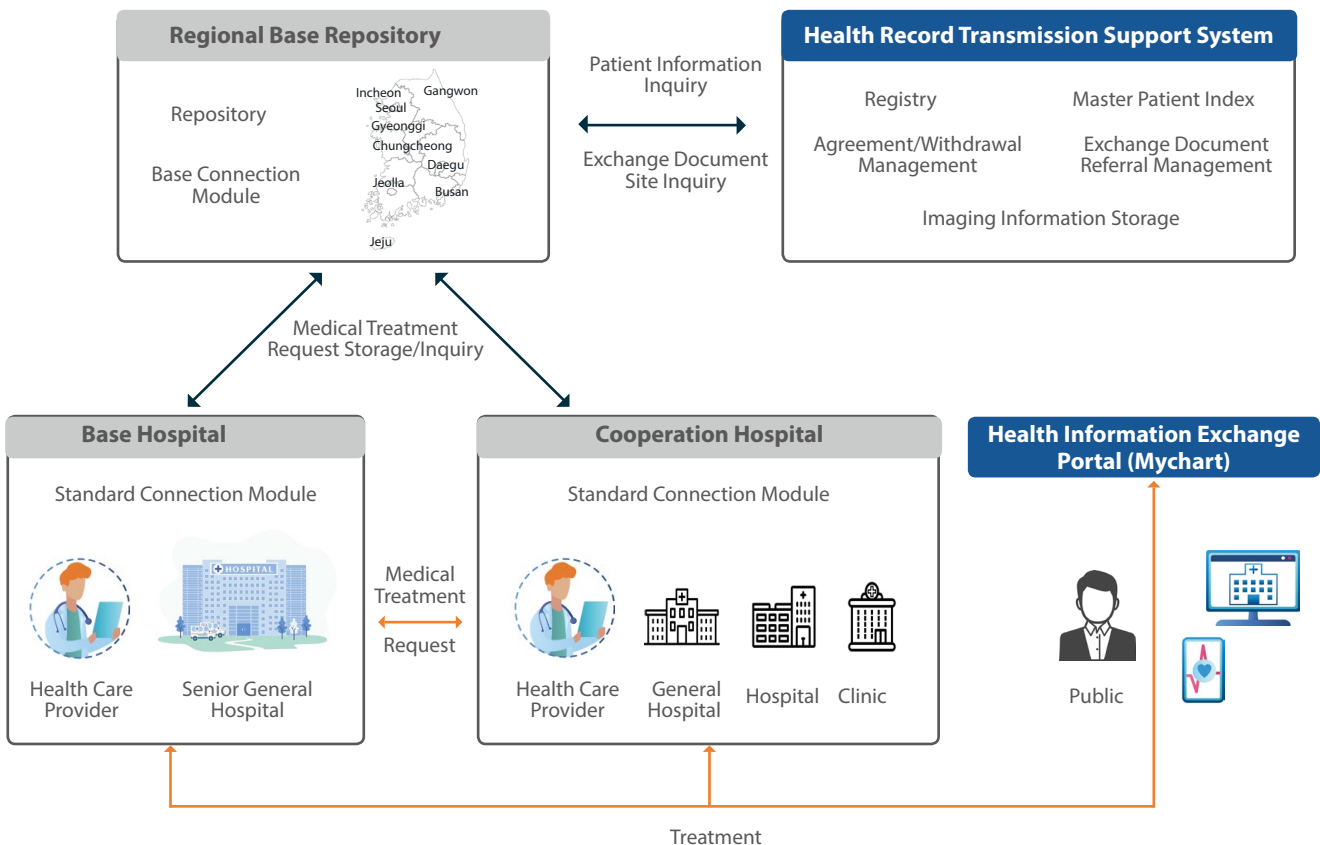 Regional Base Repository
Repository
Base Connection
Module
Incheon
Gangwon
Seoul
Gyeonggi
Chungcheong
Daegu
Jeolla
Busan
Jeju
Patient Information
Inquiry
Exchange Document
Site Inquiry
Health Record Transmission Support System
Registry
Master Patient Index
Agreement/Withdrawal
Management
Exchange Document
Referral Management
Imaging Information Storage
Medical Treatment
Request Storage/Inquiry
Base Hospital
Standard Connection Module
HOSPITAL
Health Care
Provider
Senior General
Hospital
Medical
Treatment
Request
Cooperation Hospital
Standard Connection Module
Health Care
Provider
General
Hospital
Hospital
Clinic
Health Information Exchange
Portal (Mychart)
Public
Treatment